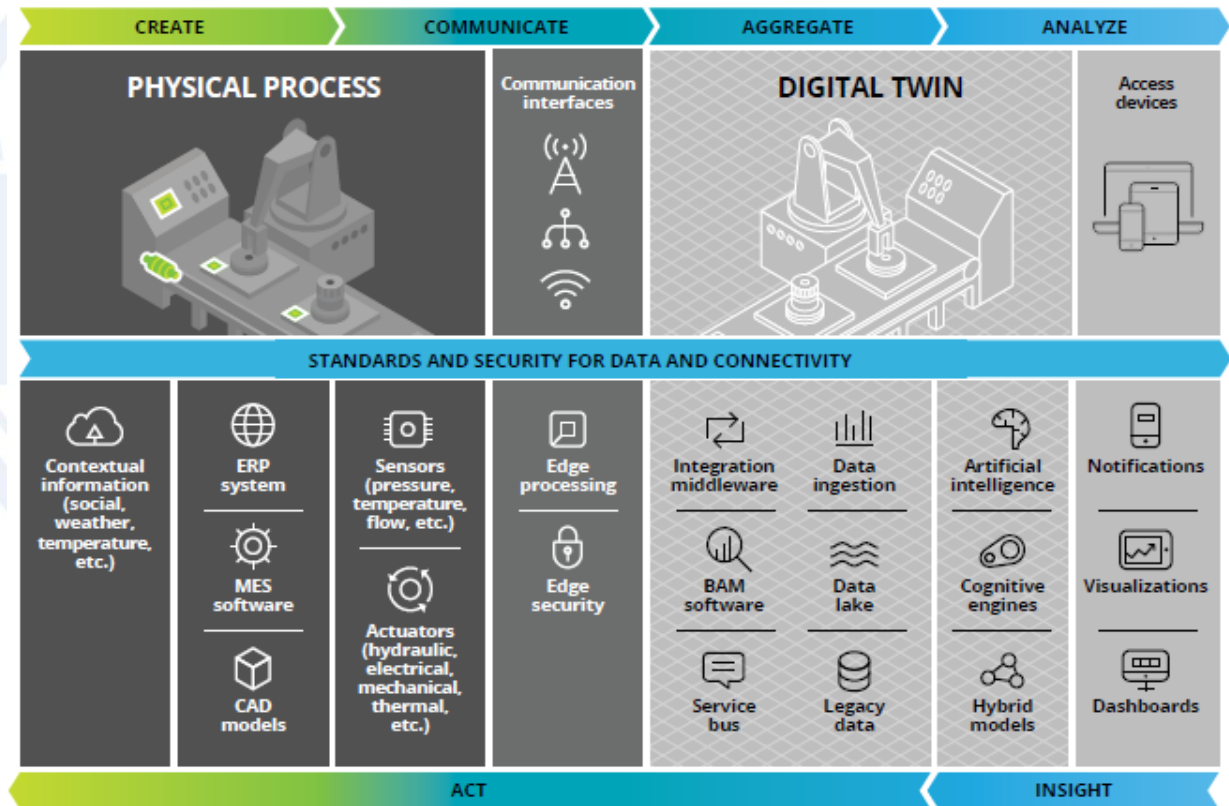 CREATE
COMMUNICATE
AGGREGATE
ANALYZE
PHYSICAL PROCESS
Communication
interfaces
DIGITAL TWIN
Access
devices
STANDARDS AND SECURITY FOR DATA AND CONNECTIVITY
Contextual
information
(social,
weather,
temperature,
etc.)
ERP
system
MES
software
CAD
models
Sensors
(pressure,
temperature,
flow, etc.)
Actuators
(hydraulic,
electrical,
mechanical,
thermal,
etc.)
Edge
processing
Edge
security
Integration
middleware
BAM
software
Service
bus
Data
ingestion
Data
lake
Legacy
data
Artificial
intelligence
Cognitive
engines
Hybrid
models
Notifications
Visualizations
Dashboards
ACT
INSIGHT